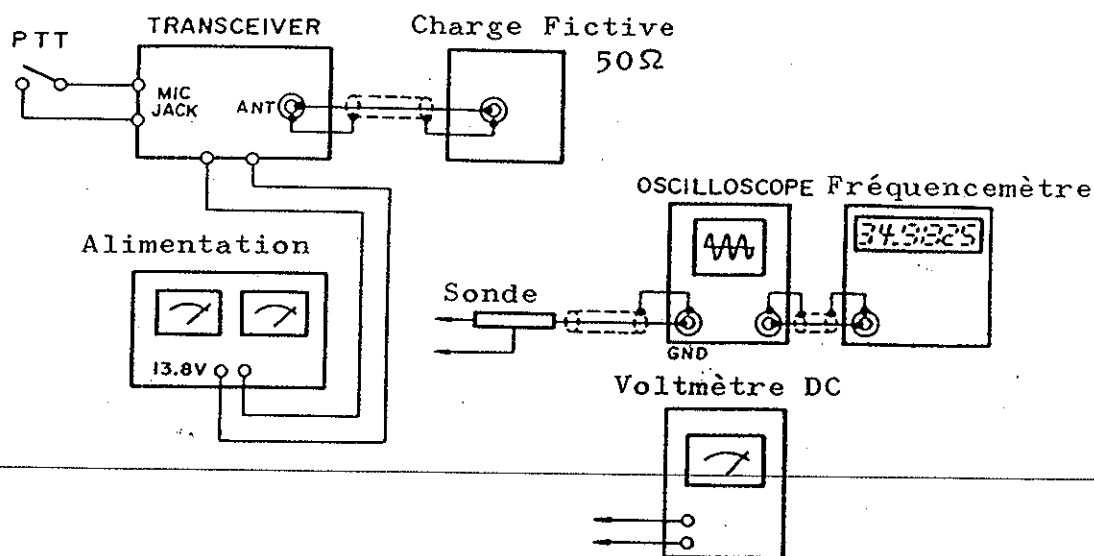 TRANSCEIVER
Charge Fictive
50Ω
PTT
MIC
JACK
ANT
OSCILLOSCOPE Fréquencemètre
34.9825
Alimentation
Sonde
13.8V
GND
Voltmètre DC